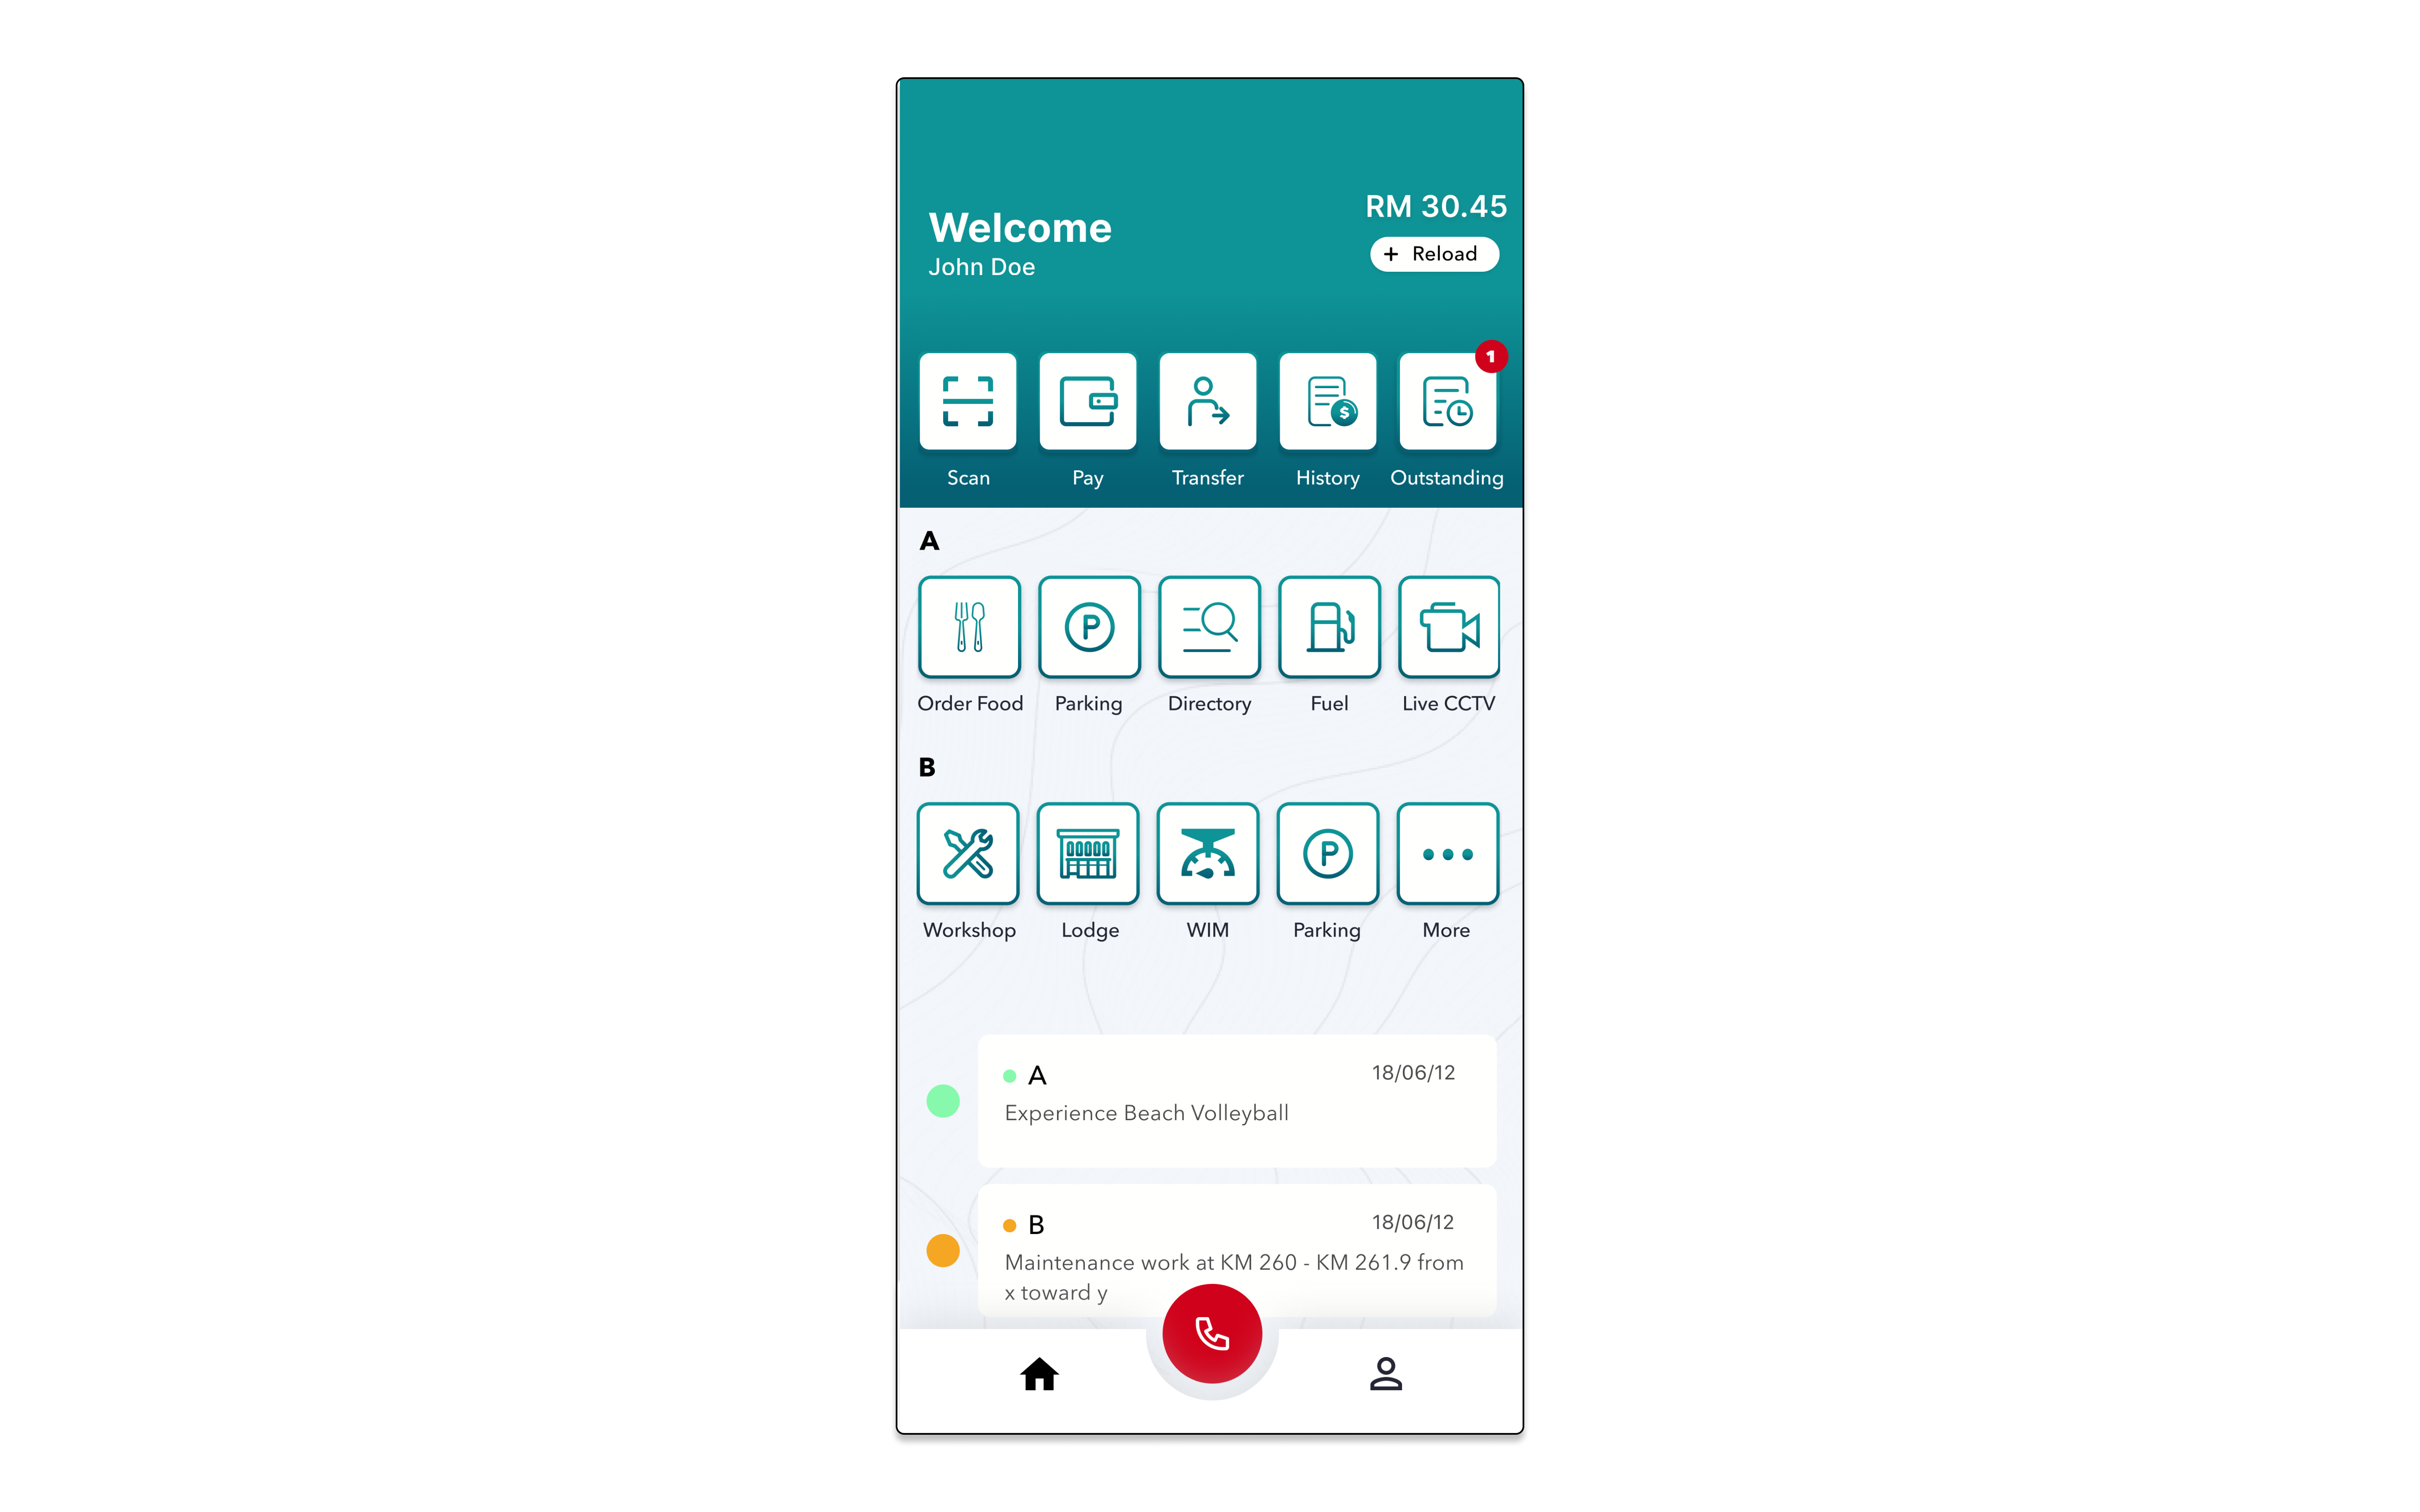 Welcome
John Doe
RM 30.45
+ Reload
1
Scan Pay Transfer History Outstanding
A
Order Food Parking Directory Fuel Live CCTV
B
Workshop Lodge WIM Parking More
A 18/06/12
Experience Beach Volleyball
B 18/06/12
Maintenance work at KM 260 - KM 261.9 from
x toward y